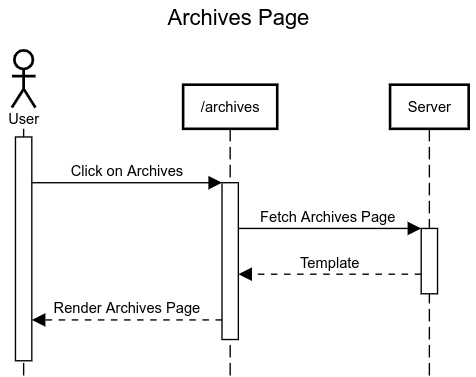 Archives Page
User
/archives
Server
Click on Archives
Fetch Archives Page
Template
Render Archives Page